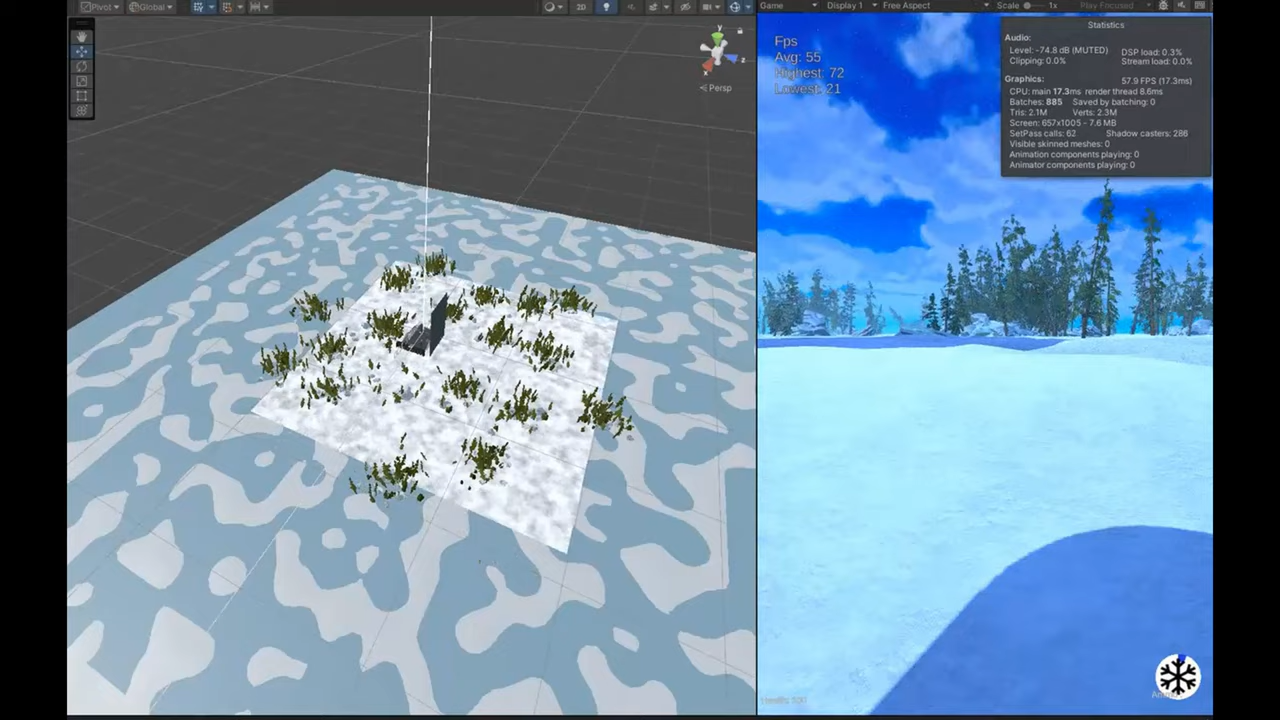 Pivot Global 2D Game Display 1 Free Aspect Scale 1x Play Focused
y
x
z
Persp
Fps
Avg: 55
Highest: 72
Lowest: 21
Statistics
Audio:
Level: -74.8 dB (MUTED) DSP load: 0.3%
Clipping: 0.0% Stream load: 0.0%
Graphics: 57.9 FPS (17.3ms)
CPU: main 17.3ms render thread 8.6ms
Batches: 885 Saved by batching: 0
Tris: 2.1M Verts: 2.3M
Screen: 657x1005 - 7.6 MB
SetPass calls: 62 Shadow casters: 286
Visible skinned meshes: 0
Animation components playing: 0
Animator components playing: 0